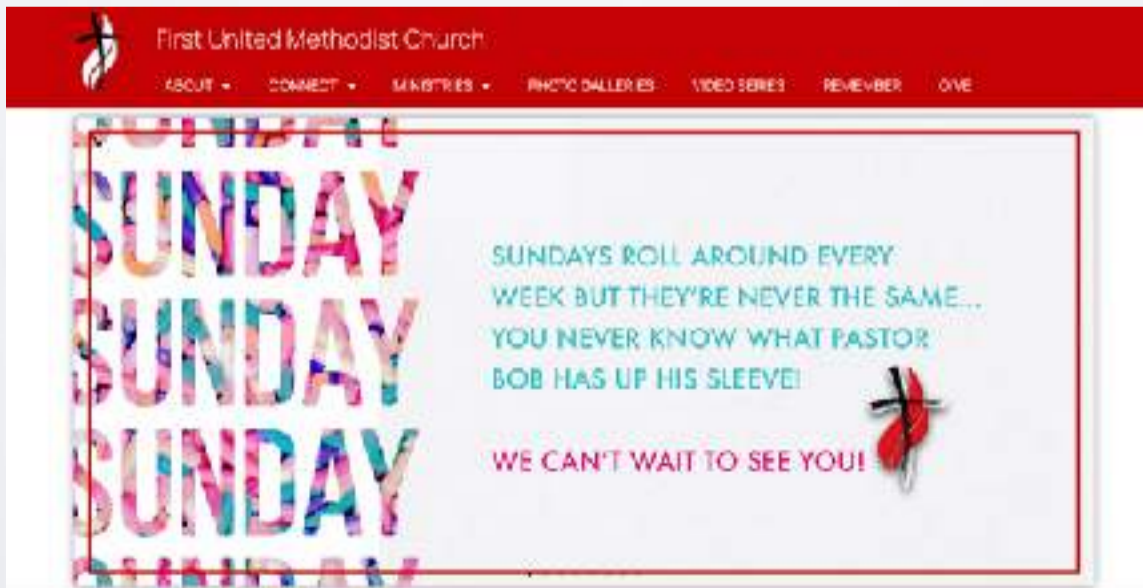 First United Methodist Church
ABOUT CONNECT MINISTRIES PHOTO GALLERIES VIDEO SERIES REMEMBER GIVE
SUNDAY
SUNDAY
SUNDAY
SUNDAY
SUNDAY
SUNDAYS ROLL AROUND EVERY
WEEK BUT THEY'RE NEVER THE SAME...
YOU NEVER KNOW WHAT PASTOR
BOB HAS UP HIS SLEEVE!
WE CAN'T WAIT TO SEE YOU!